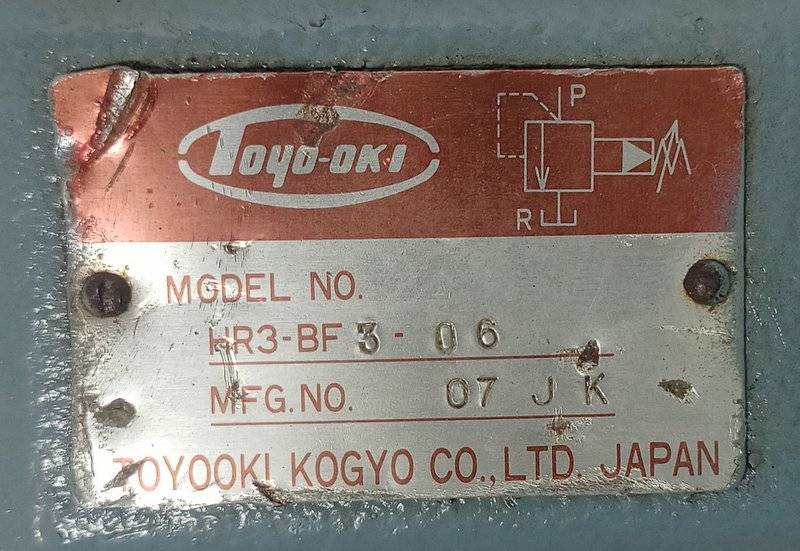 Toyo-OKI
P
R
MODEL NO.
HR3-BF 3 - 06
MFG. NO. 07 J K
TOYOOKI KOGYO CO., LTD. JAPAN